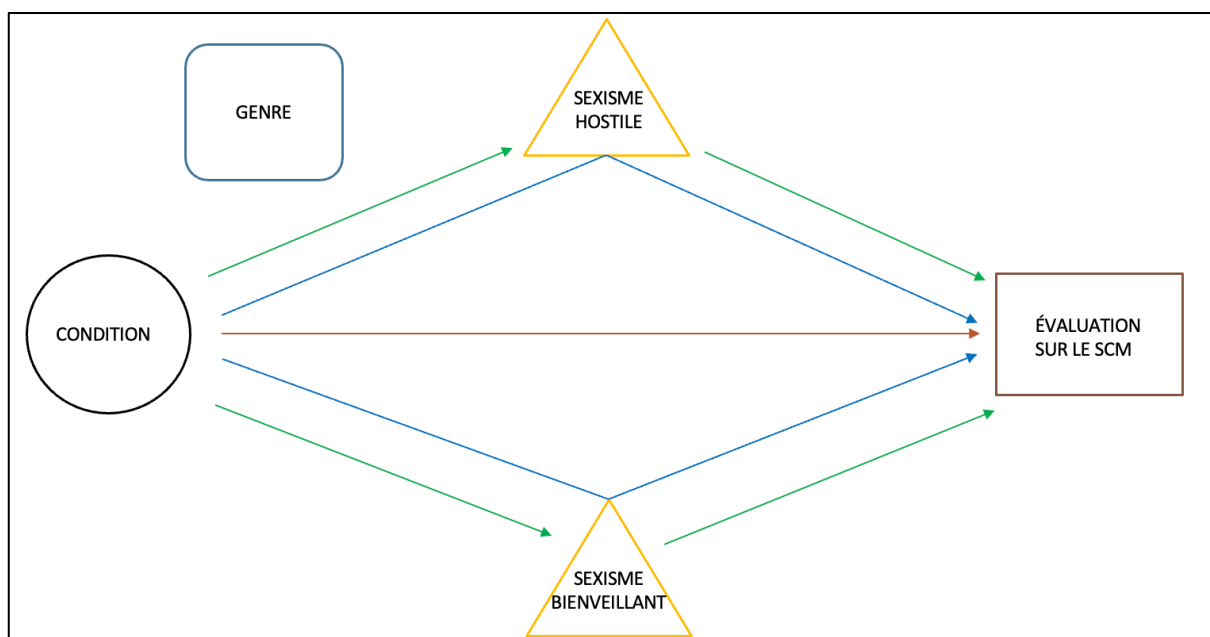 SEXISME
HOSTILE
GENRE
CONDITION
ÉVALUATION
SUR LE SCM
SEXISME
BIENVEILLANT